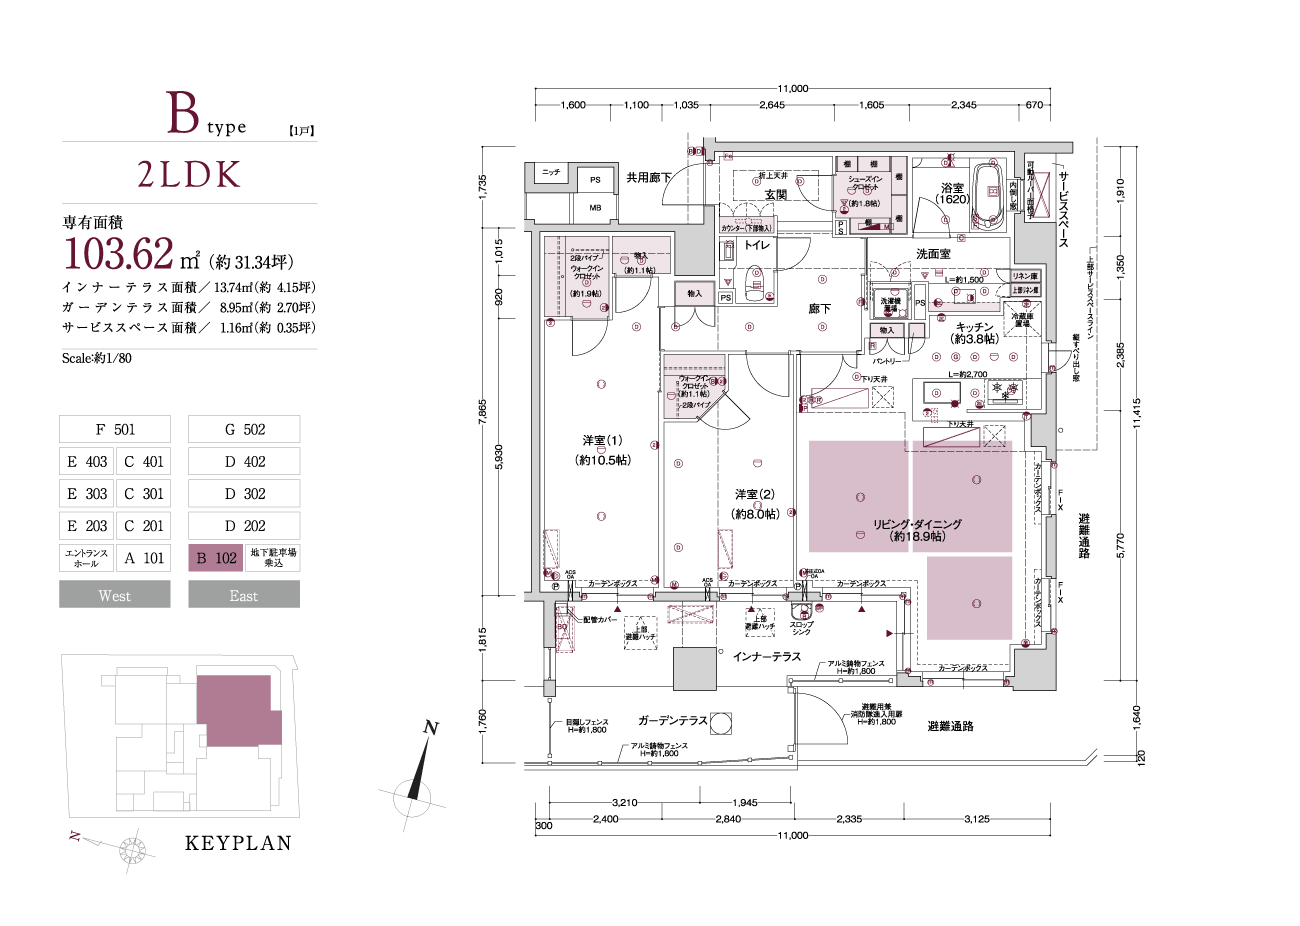 B type 【1戸】
2LDK
専有面積
103.62㎡（約31.34坪）
インナーテラス面積／13.74㎡（約 4.15坪）
ガーデンテラス面積／ 8.95㎡（約 2.70坪）
サービススペース面積／ 1.16㎡（約 0.35坪）
Scale:約1/80
F 501
G 502
E 403
C 401
D 402
E 303
C 301
D 302
E 203
C 201
D 202
エントランス
ホール
A 101
B 102
地下駐車場
乗込
West
East
N
KEYPLAN
N
11,000
1,600
1,100
1,035
2,645
1,605
2,345
670
1,735
1,015
920
7,865
5,930
1,815
1,760
1,910
1,350
2,385
11,415
5,770
1,640
120
3,210
1,945
300
2,400
2,840
2,335
3,125
11,000
ニッチ
PS
MB
共用廊下
折上天井
玄関
シューズイン
クロゼット
（約1.8帖）
棚
棚
棚
棚
棚
浴室
（1620）
内倒し窓
可動ルーバー面格子
サービススペース
上部サービススペースライン
カウンター（下部物入）
PS
トイレ
PS
洗面室
L=約1,500
リネン庫
上部リネン棚
洗濯機
置場
PS
2段パイプ
ウォークイン
クロゼット
（約1.9帖）
物入
（約1.1帖）
物入
廊下
物入
パントリー
キッチン
（約3.8帖）
冷蔵庫
置場
縦すべり出し窓
L=約2,700
下り天井
下り天井
ウォークイン
クロゼット
（約1.1帖）
2段パイプ
洋室（1）
（約10.5帖）
洋室（2）
（約8.0帖）
リビング・ダイニング
（約18.9帖）
カーテンボックス
FIX
カーテンボックス
FIX
避難通路
ACS
OA
カーテンボックス
ACS
OA
カーテンボックス
カーテンボックス
配管カバー
上部
避難ハッチ
上部
避難ハッチ
スロップ
シンク
インナーテラス
アルミ鋳物フェンス
H=約1,800
カーテンボックス
目隠しフェンス
H=約1,800
ガーデンテラス
アルミ鋳物フェンス
H=約1,800
避難用兼
消防隊進入用扉
H=約1,800
避難通路